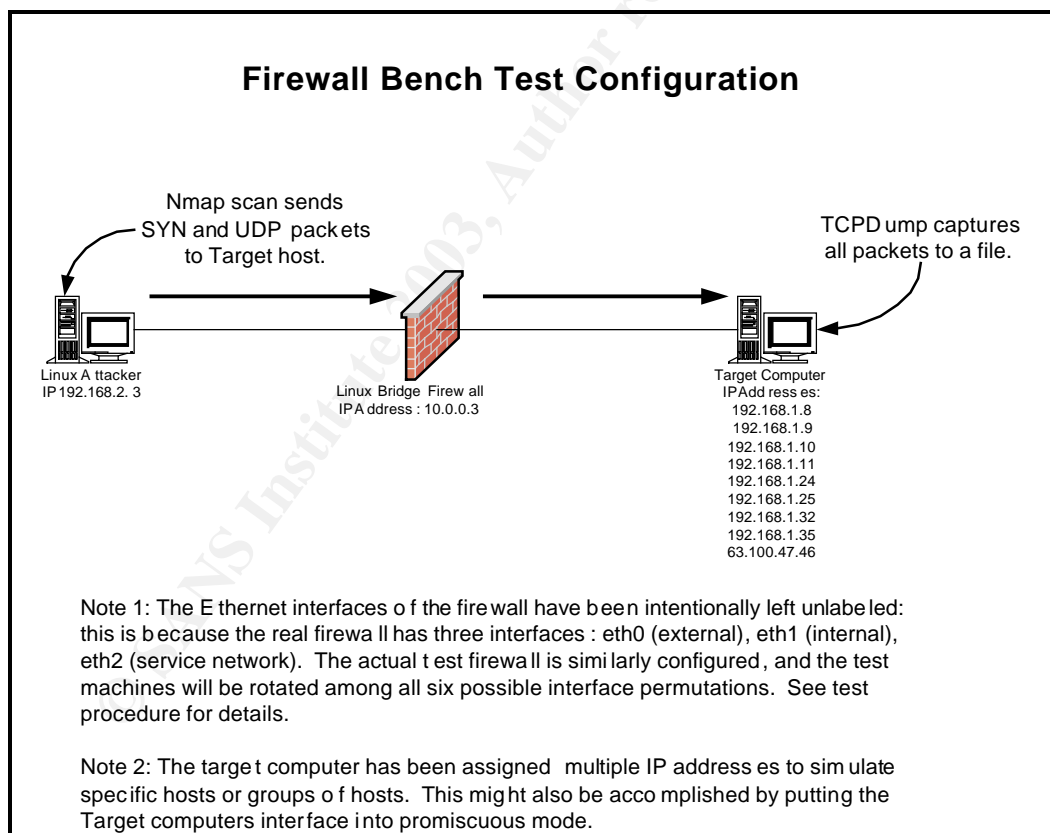 Firewall Bench Test Configuration
Nmap scan sends
SYN and UDP packets
to Target host.
TCPDump captures
all packets to a file.
Linux Attacker
IP 192.168.2.3
Linux Bridge Firewall
IP Address: 10.0.0.3
Target Computer
IP Addresses:
192.168.1.8
192.168.1.9
192.168.1.10
192.168.1.11
192.168.1.24
192.168.1.25
192.168.1.32
192.168.1.35
63.100.47.46
Note 1: The Ethernet interfaces of the firewall have been intentionally left unlabeled:
this is because the real firewall has three interfaces: eth0 (external), eth1 (internal),
eth2 (service network). The actual test firewall is similarly configured, and the test
machines will be rotated among all six possible interface permutations. See test
procedure for details.
Note 2: The target computer has been assigned multiple IP addresses to simulate
specific hosts or groups of hosts. This might also be accomplished by putting the
Target computers interface into promiscuous mode.
© SANS Institute 2003, Author r